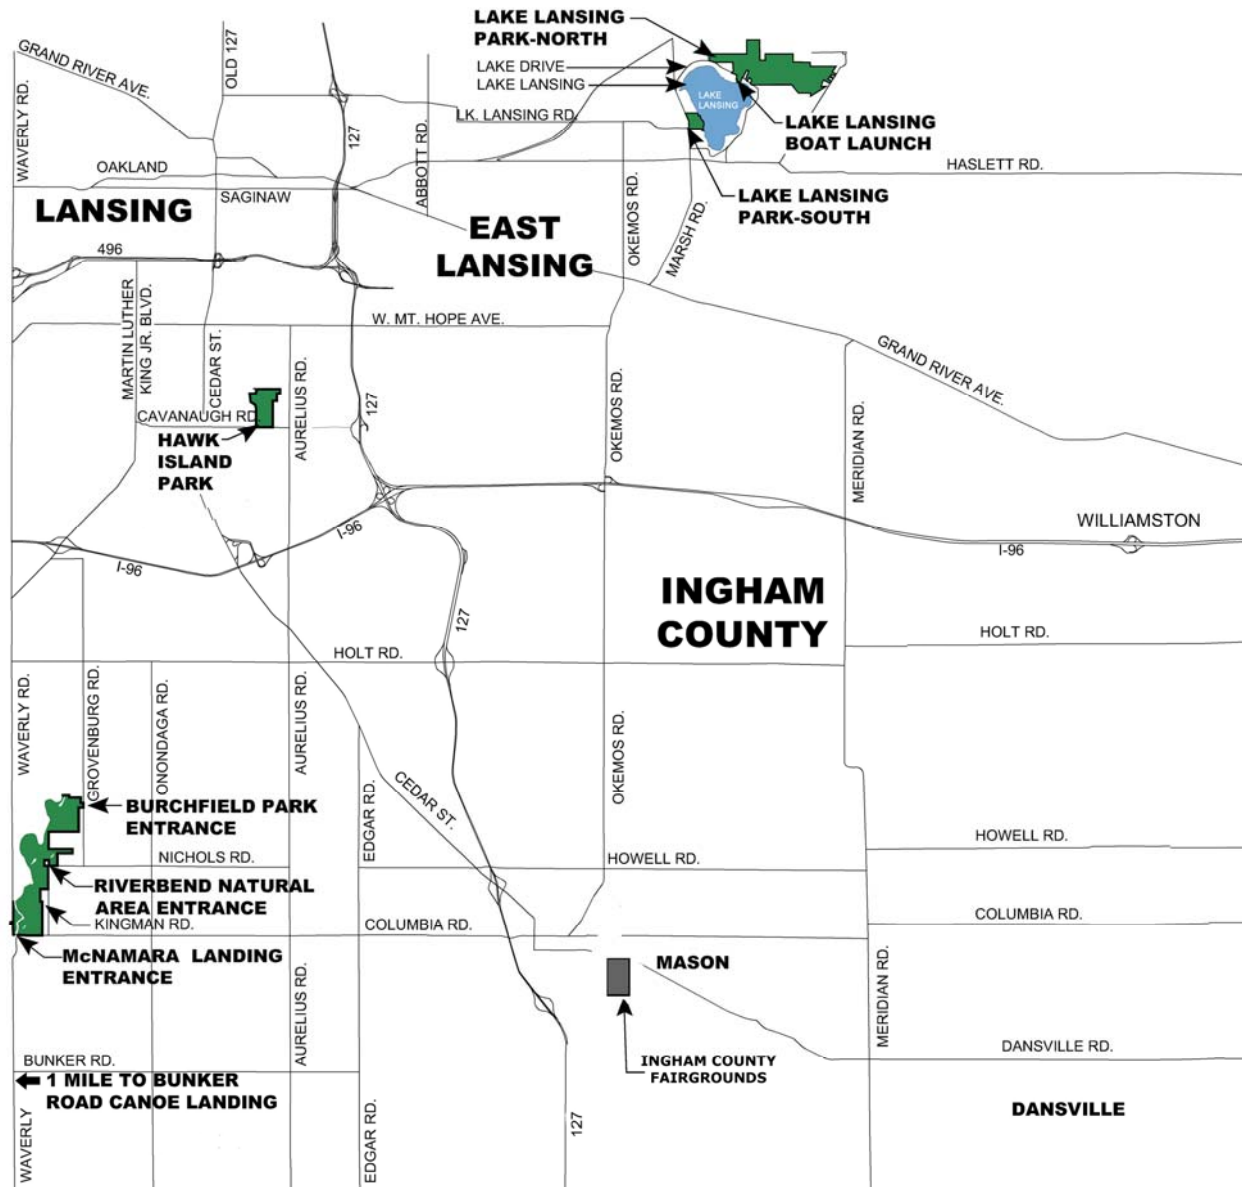 LAKE LANSING
PARK-NORTH
LAKE DRIVE
LAKE LANSING
LAKE
LANSING
LK. LANSING RD.
LAKE LANSING
BOAT LAUNCH
HASLETT RD.
LAKE LANSING
PARK-SOUTH
GRAND RIVER AVE.
OLD 127
WAVERLY RD.
127
ABBOTT RD.
OKEMOS RD.
MARSH RD.
OAKLAND
SAGINAW
LANSING
EAST
LANSING
496
MARTIN LUTHER
KING JR. BLVD.
CEDAR ST.
W. MT. HOPE AVE.
AURELIUS RD.
127
OKEMOS RD.
GRAND RIVER AVE.
MERIDIAN RD.
CAVANAUGH RD.
HAWK
ISLAND
PARK
I-96
I-96
WILLIAMSTON
I-96
INGHAM
COUNTY
127
HOLT RD.
HOLT RD.
WAVERLY RD.
GROVENBURG RD.
ONONDAGA RD.
AURELIUS RD.
OKEMOS RD.
EDGAR RD.
CEDAR ST.
BURCHFIELD PARK
ENTRANCE
NICHOLS RD.
HOWELL RD.
HOWELL RD.
RIVERBEND NATURAL
AREA ENTRANCE
KINGMAN RD.
COLUMBIA RD.
COLUMBIA RD.
McNAMARA LANDING
ENTRANCE
MASON
AURELIUS RD.
MERIDIAN RD.
BUNKER RD.
INGHAM COUNTY
FAIRGROUNDS
DANSVILLE RD.
1 MILE TO BUNKER
ROAD CANOE LANDING
DANSVILLE
WAVERLY
EDGAR RD.
127